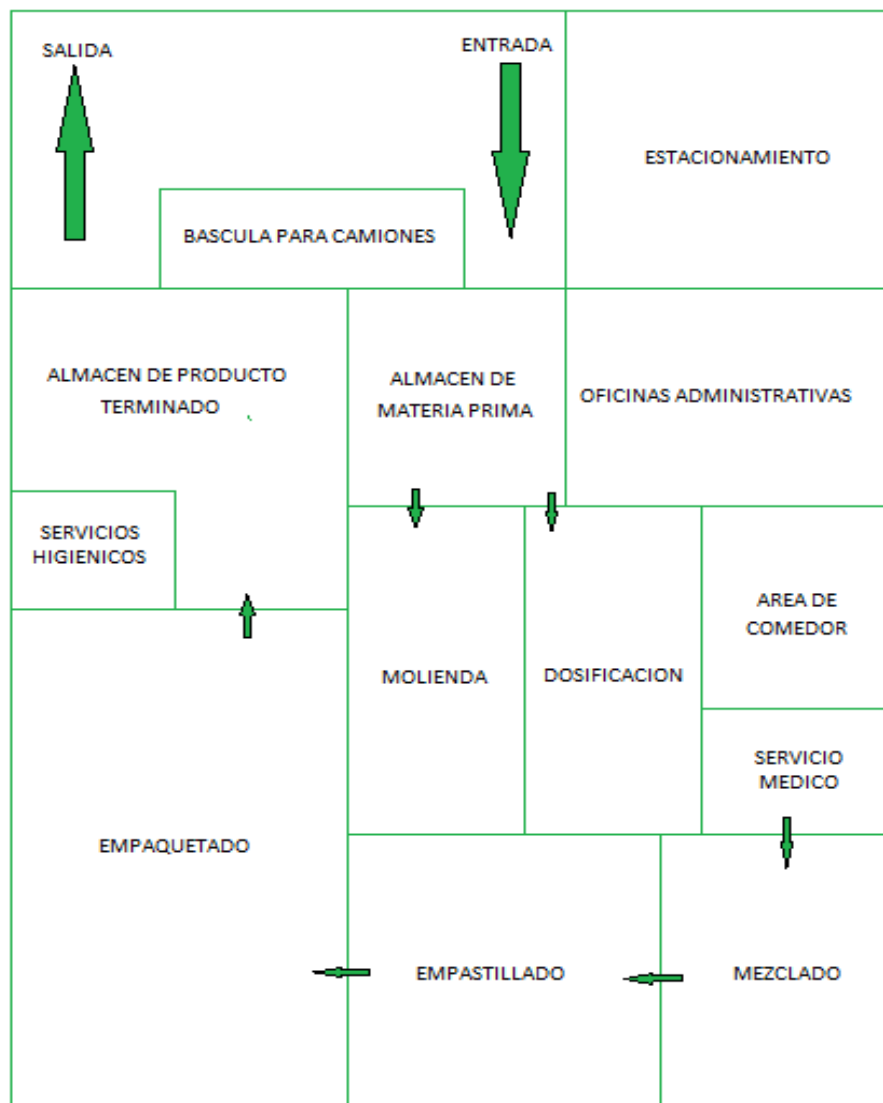 SALIDA
ENTRADA
ESTACIONAMIENTO
BASCULA PARA CAMIONES
ALMACEN DE PRODUCTO
TERMINADO
ALMACEN DE
MATERIA PRIMA
OFICINAS ADMINISTRATIVAS
SERVICIOS
HIGIENICOS
AREA DE
COMEDOR
MOLIENDA
DOSIFICACION
SERVICIO
MEDICO
EMPAQUETADO
EMPASTILLADO
MEZCLADO